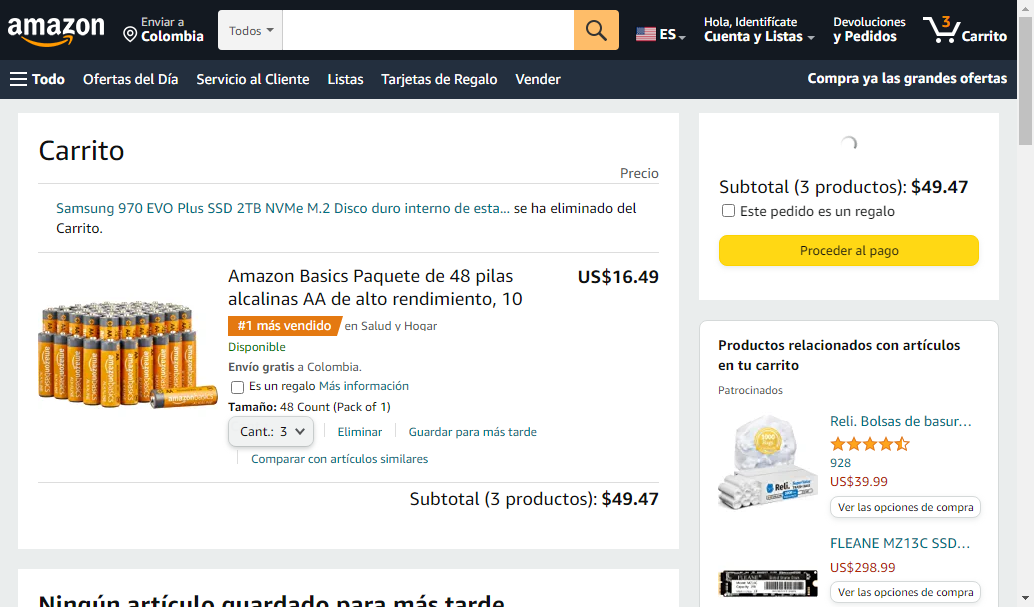 amazon
Enviar a
Colombia
Todos
ES
Hola, Identifícate
Cuenta y Listas
Devoluciones
y Pedidos
3
Carrito
Todo
Ofertas del Día
Servicio al Cliente
Listas
Tarjetas de Regalo
Vender
Compra ya las grandes ofertas
Carrito
Precio
Samsung 970 EVO Plus SSD 2TB NVMe M.2 Disco duro interno de esta... se ha eliminado del
Carrito.
Amazon Basics Paquete de 48 pilas
alcalinas AA de alto rendimiento, 10
US$16.49
#1 más vendido en Salud y Hogar
Disponible
Envío gratis a Colombia.
Es un regalo Más información
Tamaño: 48 Count (Pack of 1)
Cant.: 3
Eliminar
Guardar para más tarde
Comparar con artículos similares
Subtotal (3 productos): $49.47
Ningún artículo guardado para más tarde
Subtotal (3 productos): $49.47
Este pedido es un regalo
Proceder al pago
Productos relacionados con artículos
en tu carrito
Patrocinados
Reli.
Reli. Bolsas de basur...
928
US$39.99
Ver las opciones de compra
FLEANE
FLEANE MZ13C SSD...
US$298.99
Ver las opciones de compra